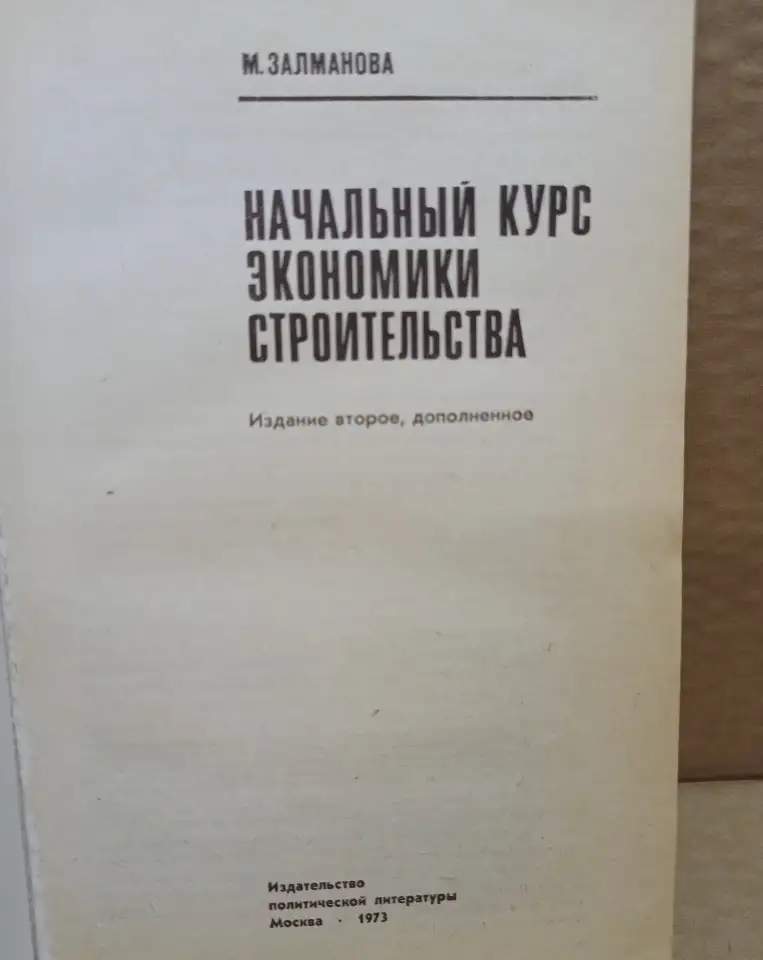 М. ЗАЛМАНОВА
НАЧАЛЬНЫЙ КУРС
ЭКОНОМИКИ
СТРОИТЕЛЬСТВА
Издание второе, дополненное
Издательство
политической литературы
Москва · 1973